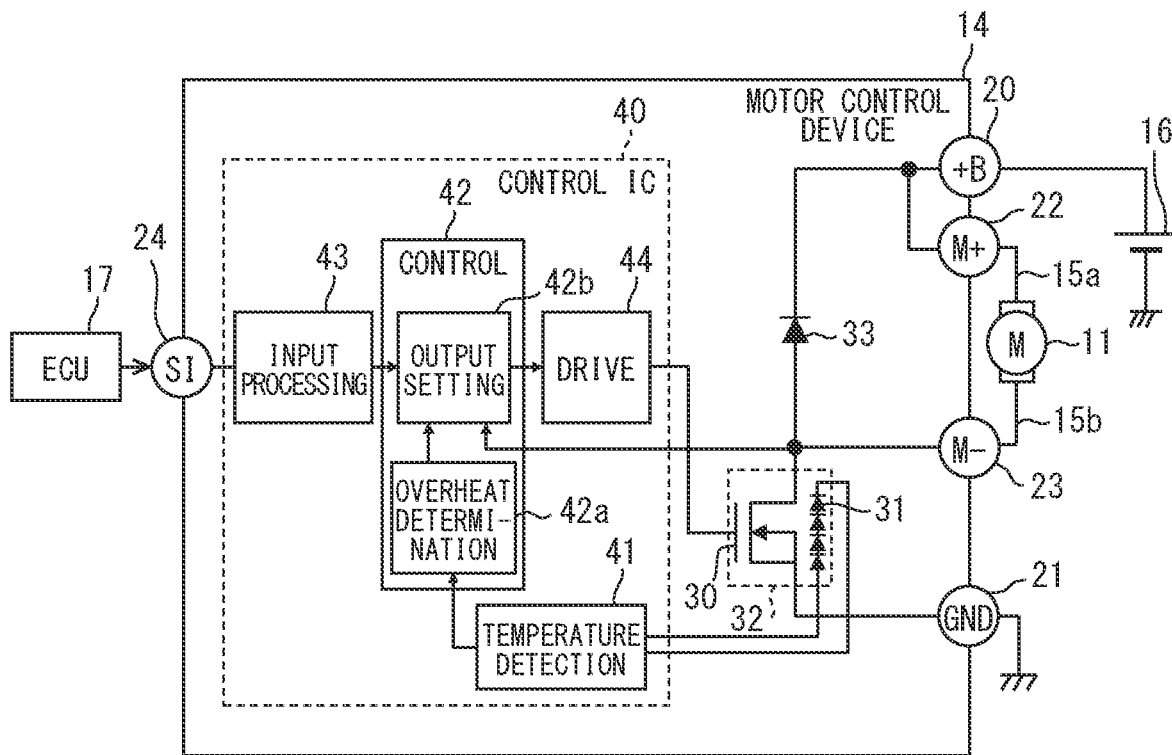 14
MOTOR CONTROL
DEVICE
20
16
40
CONTROL IC
+B
22
42
24
CONTROL
M+
17
43
42b
44
15a
33
ECU
SI
INPUT
PROCESSING
OUTPUT
SETTING
DRIVE
M
11
15b
M-
OVERHEAT
DETERMI-
NATION
42a
31
23
41
30
32
21
GND
TEMPERATURE
DETECTION